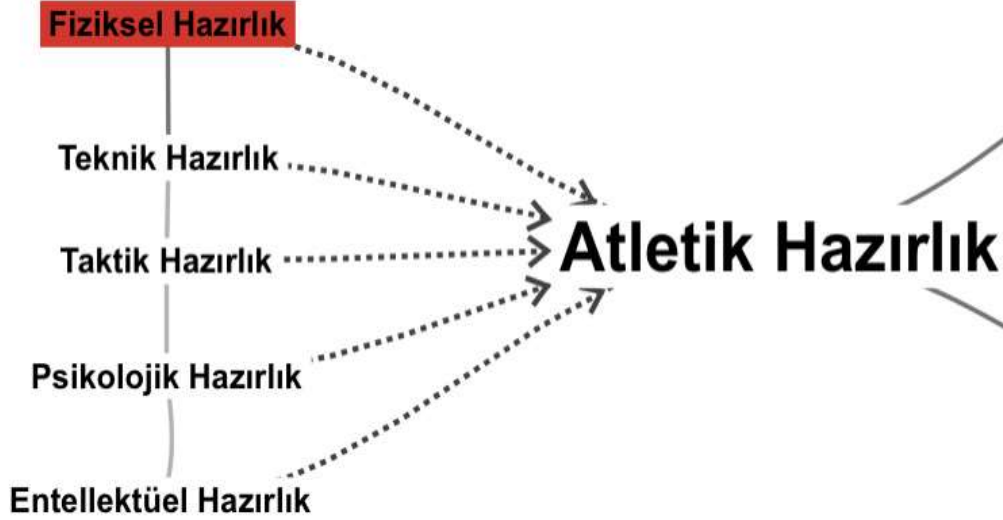 Fiziksel Hazırlık
Teknik Hazırlık
Taktik Hazırlık
Psikolojik Hazırlık
Entellektüel Hazırlık
Atletik Hazırlık